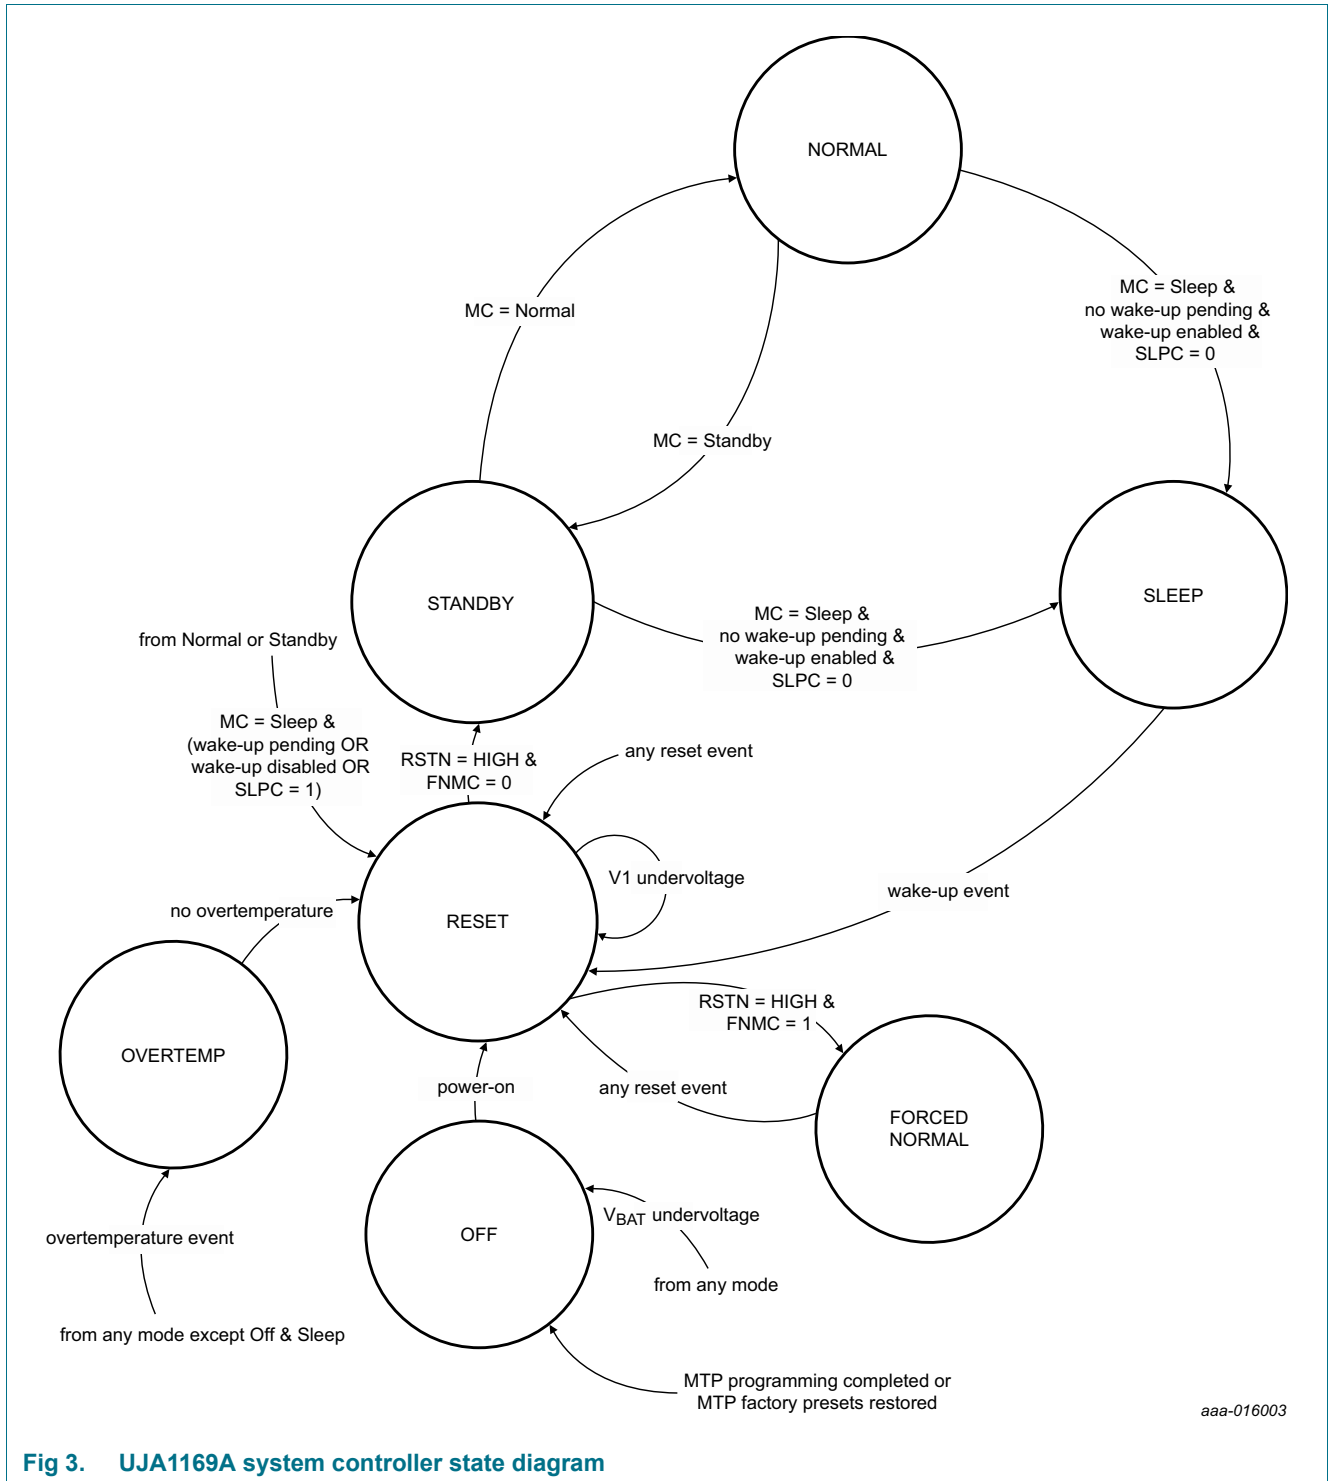 NORMAL
MC = Sleep &
no wake-up pending &
wake-up enabled &
SLPC = 0
MC = Normal
MC = Standby
STANDBY
SLEEP
MC = Sleep &
no wake-up pending &
wake-up enabled &
SLPC = 0
from Normal or Standby
MC = Sleep &
(wake-up pending OR
wake-up disabled OR
SLPC = 1)
RSTN = HIGH &
FNMC = 0
any reset event
V1 undervoltage
RESET
wake-up event
no overtemperature
RSTN = HIGH &
FNMC = 1
OVERTEMP
power-on
any reset event
FORCED
NORMAL
OFF
VBAT undervoltage
from any mode
overtemperature event
from any mode except Off & Sleep
MTP programming completed or
MTP factory presets restored
aaa-016003
Fig 3. UJA1169A system controller state diagram